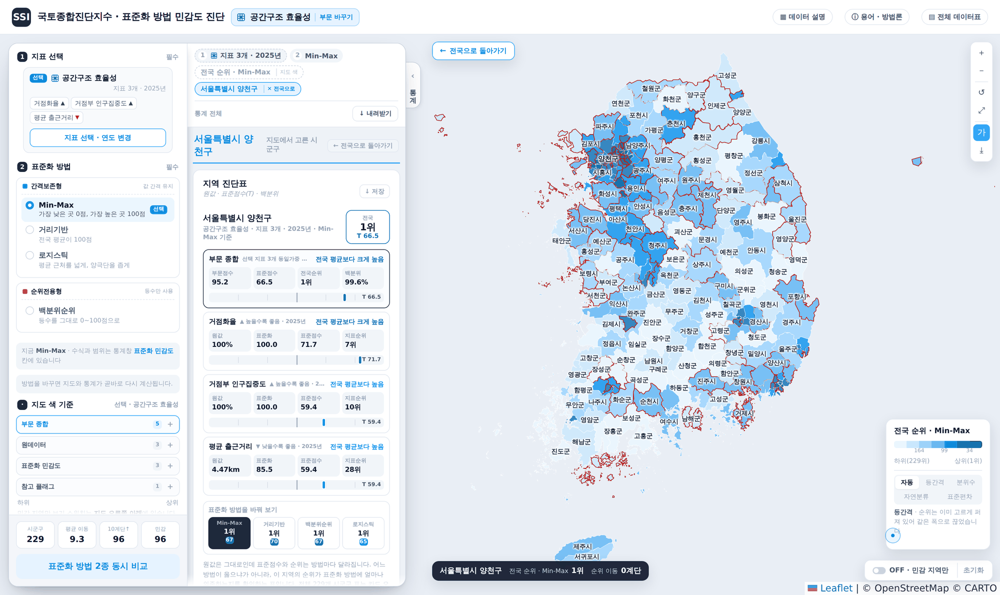 SSI 국토종합진단지수 · 표준화 방법 민감도 진단 공간구조 효율성 부문 바꾸기
▦ 데이터 설명
ⓘ 용어 · 방법론
▤ 전체 데이터표
1 지표 선택 필수
선택 공간구조 효율성
지표 3개 · 2025년
거점화율 ▲ 거점부 인구집중도 ▲
평균 출근거리 ▼
지표 선택 · 연도 변경
2 표준화 방법 필수
간격보존형 값 간격 유지
Min-Max
가장 낮은 곳 0점, 가장 높은 곳 100점
선택
거리기반
전국 평균이 100점
로지스틱
평균 근처를 넓게, 양극단을 좁게
순위전용형 등수만 사용
백분위순위
등수를 그대로 0~100점으로
지금 Min-Max · 수식과 범위는 통계창 표준화 민감도
칸에 있습니다
방법을 바꾸면 지도와 통계가 곧바로 다시 계산됩니다.
· 지도 색 기준 선택 · 공간구조 효율성
부문 종합 5 +
원데이터 3 +
표준화 민감도 3 +
참고 플래그 1 +
하위 상위
시군구 229
평균 이동 9.3
10계단↑ 96
민감 96
표준화 방법 2종 동시 비교
1 지표 3개 · 2025년 2 Min-Max
전국 순위 · Min-Max 지도 색
서울특별시 양천구 × 전국으로
통계 전체 ↓ 내려받기
서울특별시 양
천구
지도에서 고른 시
군구
← 전국으로 돌아가기
지역 진단표
원값 · 표준점수(T) · 백분위
↓ 저장
서울특별시 양천구
공간구조 효율성 · 지표 3개 · 2025년 · Min-
Max 기준
전국
1위
T 66.5
부문 종합 선택 지표 3개 동일가중 ... 전국 평균보다 크게 높음
부문점수 표준점수 전국순위 백분위
95.2 66.5 1위 99.6%
T 66.5
거점화율 ▲ 높을수록 좋음 · 2025년 전국 평균보다 크게 높음
원값 표준화 표준점수 지표순위
100% 100.0 71.7 7위
T 71.7
거점부 인구집중도 ▲ 높을수록 좋음 · 2... 전국 평균보다 높음
원값 표준화 표준점수 지표순위
100% 100.0 59.4 10위
T 59.4
평균 출근거리 ▼ 낮을수록 좋음 · 2025년 전국 평균보다 높음
원값 표준화 표준점수 지표순위
4.47km 85.5 59.4 28위
T 59.4
표준화 방법을 바꿔 보기
Min-Max 거리기반 백분위순위 로지스틱
1위 1위 1위 1위
67 70 67 65
원값은 그대로인데 표준점수와 순위는 방법마다 달라집니다. 어느
방법이 옳으냐가 아니라, 이 지역의 순위가 표준화 방법에 얼마나
‹
통
계
← 전국으로 돌아가기
고성군
철원군
화천군
양구군
인제군
연천군
포천시
양양군
파주시
춘천시
가평군
홍천군
강릉시
김포시
남양주시
양천구
양평군
횡성군
평창군
시흥시
광주시
여주시
원주시
정선군
삼척시
화성시
용인시
제천시
영월군
평택시
안성시
음성군
충주시
단양군
봉화군
울진군
당진시
아산시
영주시
서산시
천안시
괴산군
태안군
예산군
청주시
문경시
영양군
홍성군
예천군
안동시
공주시
보은군
상주시
영덕군
보령시
옥천군
의성군
청송군
부여군
논산시
금산군
영동군
구미시
군위군
포항시
서천군
익산시
김천시
칠곡군
영천시
완주군
무주군
성주군
김제시
진안군
경산시
경주시
거창군
고령군
정읍시
임실군
장수군
함양군
합천군
청도군
창녕군
밀양시
울주군
고창군
순창군
남원시
구례군
산청군
의령군
양산시
장성군
영광군
곡성군
함안군
하동군
진주시
창원시
함평군
무안군
나주시
화순군
순천시
고성군
영암군
보성군
여수시
남해군
거제시
장흥군
고흥군
해남군
진도군
제주시
서귀포시
+
−
↺
⤢
가
⤓
전국 순위 · Min-Max
164 99 34
하위(229위) 상위(1위)
자동 등간격 분위수
자연분류 표준편차
등간격 · 순위는 이미 고르게 퍼
져 있어 같은 폭으로 끊었습니
다
서울특별시 양천구 전국 순위 · Min-Max 1위 순위 이동 0계단
OFF · 민감 지역만 초기화
Leaflet | © OpenStreetMap © CARTO